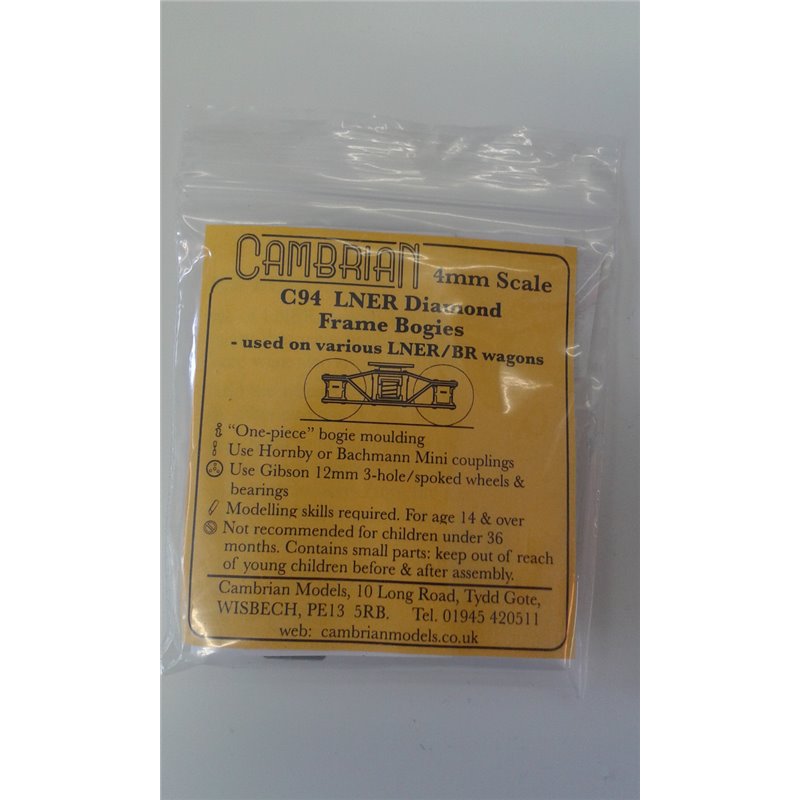 CAMBRIAN 4mm Scale
C94 LNER Diamond
Frame Bogies
- used on various LNER/BR wagons
"One-piece" bogie moulding
Use Hornby or Bachmann Mini couplings
Use Gibson 12mm 3-hole/spoked wheels &
bearings
Modelling skills required. For age 14 & over
Not recommended for children under 36
months. Contains small parts: keep out of reach
of young children before & after assembly.
Cambrian Models, 10 Long Road, Tydd Gote,
WISBECH, PE13 5RB. Tel. 01945 420511
web: cambrianmodels.co.uk